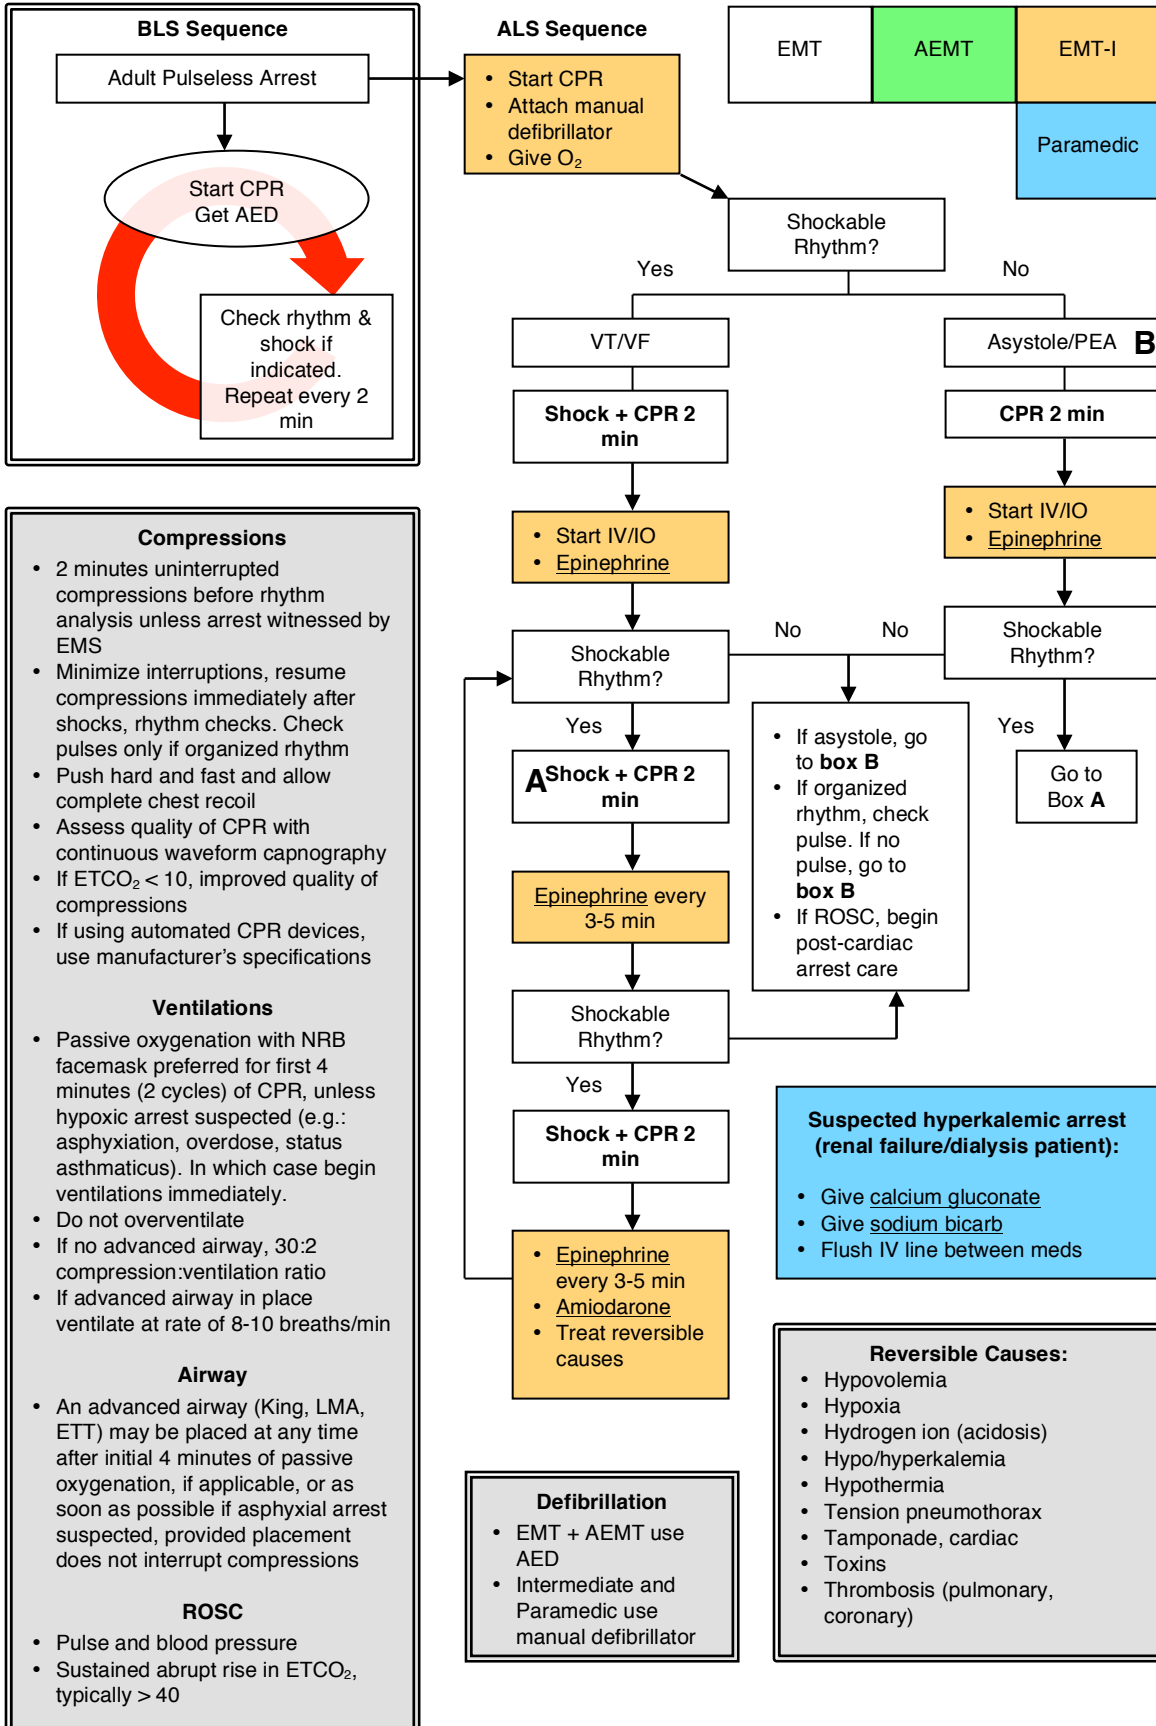 BLS Sequence
Adult Pulseless Arrest
Start CPR
Get AED
Check rhythm &
shock if
indicated.
Repeat every 2
min
ALS Sequence
• Start CPR
• Attach manual
defibrillator
• Give O₂
EMT
AEMT
EMT-I
Paramedic
Shockable
Rhythm?
Yes
No
VT/VF
Asystole/PEA B
Shock + CPR 2
min
CPR 2 min
• Start IV/IO
• Epinephrine
• Start IV/IO
• Epinephrine
Shockable
Rhythm?
No
No
Shockable
Rhythm?
Yes
Yes
A Shock + CPR 2
min
• If asystole, go
to box B
• If organized
rhythm, check
pulse. If no
pulse, go to
box B
• If ROSC, begin
post-cardiac
arrest care
Go to
Box A
Epinephrine every
3-5 min
Shockable
Rhythm?
Yes
Shock + CPR 2
min
• Epinephrine
every 3-5 min
• Amiodarone
• Treat reversible
causes
Suspected hyperkalemic arrest
(renal failure/dialysis patient):
• Give calcium gluconate
• Give sodium bicarb
• Flush IV line between meds
Compressions
• 2 minutes uninterrupted
compressions before rhythm
analysis unless arrest witnessed by
EMS
• Minimize interruptions, resume
compressions immediately after
shocks, rhythm checks. Check
pulses only if organized rhythm
• Push hard and fast and allow
complete chest recoil
• Assess quality of CPR with
continuous waveform capnography
• If ETCO₂ < 10, improved quality of
compressions
• If using automated CPR devices,
use manufacturer's specifications
Ventilations
• Passive oxygenation with NRB
facemask preferred for first 4
minutes (2 cycles) of CPR, unless
hypoxic arrest suspected (e.g.:
asphyxiation, overdose, status
asthmaticus). In which case begin
ventilations immediately.
• Do not overventilate
• If no advanced airway, 30:2
compression:ventilation ratio
• If advanced airway in place
ventilate at rate of 8-10 breaths/min
Airway
• An advanced airway (King, LMA,
ETT) may be placed at any time
after initial 4 minutes of passive
oxygenation, if applicable, or as
soon as possible if asphyxial arrest
suspected, provided placement
does not interrupt compressions
ROSC
• Pulse and blood pressure
• Sustained abrupt rise in ETCO₂,
typically > 40
Defibrillation
• EMT + AEMT use
AED
• Intermediate and
Paramedic use
manual defibrillator
Reversible Causes:
• Hypovolemia
• Hypoxia
• Hydrogen ion (acidosis)
• Hypo/hyperkalemia
• Hypothermia
• Tension pneumothorax
• Tamponade, cardiac
• Toxins
• Thrombosis (pulmonary,
coronary)